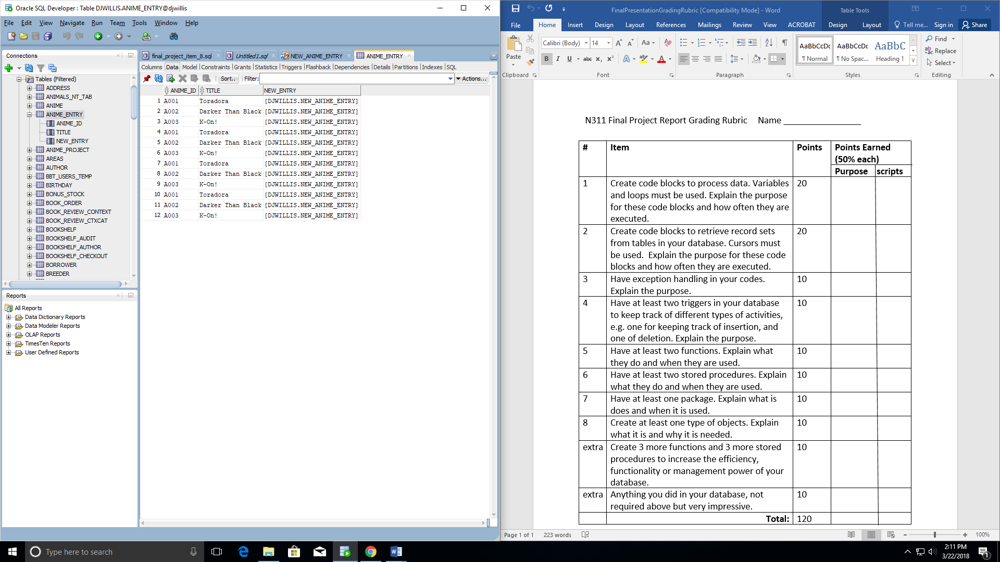 Oracle SQL Developer : Table DJWILLIS.ANIME_ENTRY@djwillis
File Edit View Navigate Run Team Tools Window Help
SQL
Connections
Tables (Filtered)
ADDRESS
ANIMALS_NT_TAB
ANIME
ANIME_ENTRY
ANIME_ID
TITLE
NEW_ENTRY
ANIME_PROJECT
AREAS
AUTHOR
BBT_USERS_TEMP
BIRTHDAY
BONUS_STOCK
BOOK_ORDER
BOOK_REVIEW_CONTEXT
BOOK_REVIEW_CTXCAT
BOOKSHELF
BOOKSHELF_AUDIT
BOOKSHELF_AUTHOR
BOOKSHELF_CHECKOUT
BORROWER
BREEDER
Reports
All Reports
Data Dictionary Reports
Data Modeler Reports
OLAP Reports
TimesTen Reports
User Defined Reports
final_project_item_8.sql Untitled1.sql NEW_ANIME_ENTRY ANIME_ENTRY
Columns Data Model Constraints Grants Statistics Triggers Flashback Dependencies Details Partitions Indexes SQL
Sort.. Filter: Actions...
ANIME_ID TITLE NEW_ENTRY
1 A001 Toradora [DJWILLIS.NEW_ANIME_ENTRY]
2 A002 Darker Than Black [DJWILLIS.NEW_ANIME_ENTRY]
3 A003 K-On! [DJWILLIS.NEW_ANIME_ENTRY]
4 A001 Toradora [DJWILLIS.NEW_ANIME_ENTRY]
5 A002 Darker Than Black [DJWILLIS.NEW_ANIME_ENTRY]
6 A003 K-On! [DJWILLIS.NEW_ANIME_ENTRY]
7 A001 Toradora [DJWILLIS.NEW_ANIME_ENTRY]
8 A002 Darker Than Black [DJWILLIS.NEW_ANIME_ENTRY]
9 A003 K-On! [DJWILLIS.NEW_ANIME_ENTRY]
10 A001 Toradora [DJWILLIS.NEW_ANIME_ENTRY]
11 A002 Darker Than Black [DJWILLIS.NEW_ANIME_ENTRY]
12 A003 K-On! [DJWILLIS.NEW_ANIME_ENTRY]
FinalPresentationGradingRubric [Compatibility Mode] - Word Table Tools
File Home Insert Design Layout References Mailings Review View ACROBAT Design Layout Tell me... Sign in Share
Paste Calibri (Body) 14 A A Aa AaBbCcDc AaBbCcDc AaBbC Find
Replace
B I U abc x₂ x² A ab A ¶ Normal ¶ No Spac... Heading 1 Select
Clipboard Font Paragraph Styles Editing
N311 Final Project Report Grading Rubric Name _________________
# Item Points Points Earned
(50% each)
Purpose scripts
1 Create code blocks to process data. Variables 20
and loops must be used. Explain the purpose
for these code blocks and how often they are
executed.
2 Create code blocks to retrieve record sets 20
from tables in your database. Cursors must
be used. Explain the purpose for these code
blocks and how often they are executed.
3 Have exception handling in your codes. 10
Explain the purpose.
4 Have at least two triggers in your database 10
to keep track of different types of activities,
e.g. one for keeping track of insertion, and
one of deletion. Explain the purpose.
5 Have at least two functions. Explain what 10
they do and when they are used.
6 Have at least two stored procedures. Explain 10
what they do and when they are used.
7 Have at least one package. Explain what is 10
does and when it is used.
8 Create at least one type of objects. Explain 10
what it is and why it is needed.
extra Create 3 more functions and 3 more stored 10
procedures to increase the efficiency,
functionality or management power of your
database.
extra Anything you did in your database, not 10
required above but very impressive.
Total: 120
Page 1 of 1 223 words 100%
Type here to search
2:11 PM
3/22/2018
1